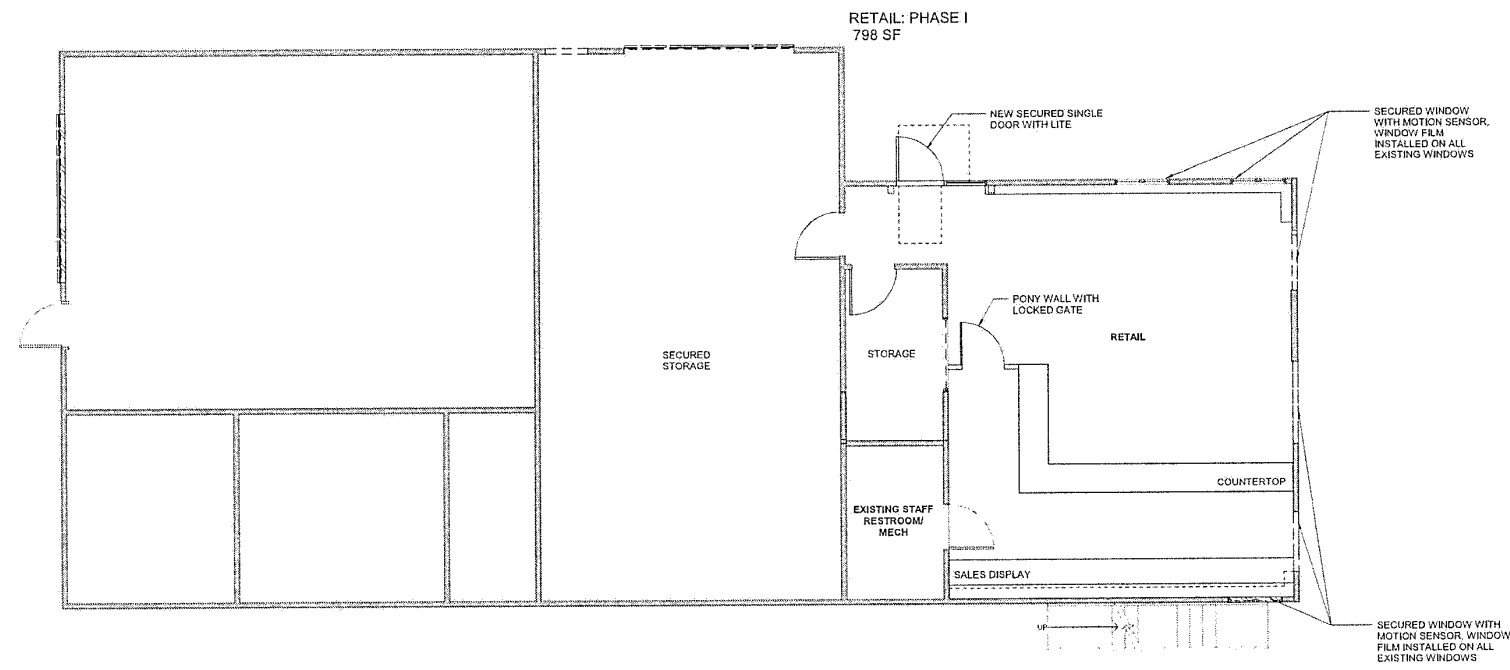 RETAIL: PHASE I
798 SF
NEW SECURED SINGLE
DOOR WITH LITE
SECURED WINDOW
WITH MOTION SENSOR,
WINDOW FILM
INSTALLED ON ALL
EXISTING WINDOWS
PONY WALL WITH
LOCKED GATE
RETAIL
SECURED
STORAGE
STORAGE
COUNTERTOP
EXISTING STAFF
RESTROOM/
MECH
SALES DISPLAY
UP
SECURED WINDOW WITH
MOTION SENSOR, WINDOW
FILM INSTALLED ON ALL
EXISTING WINDOWS